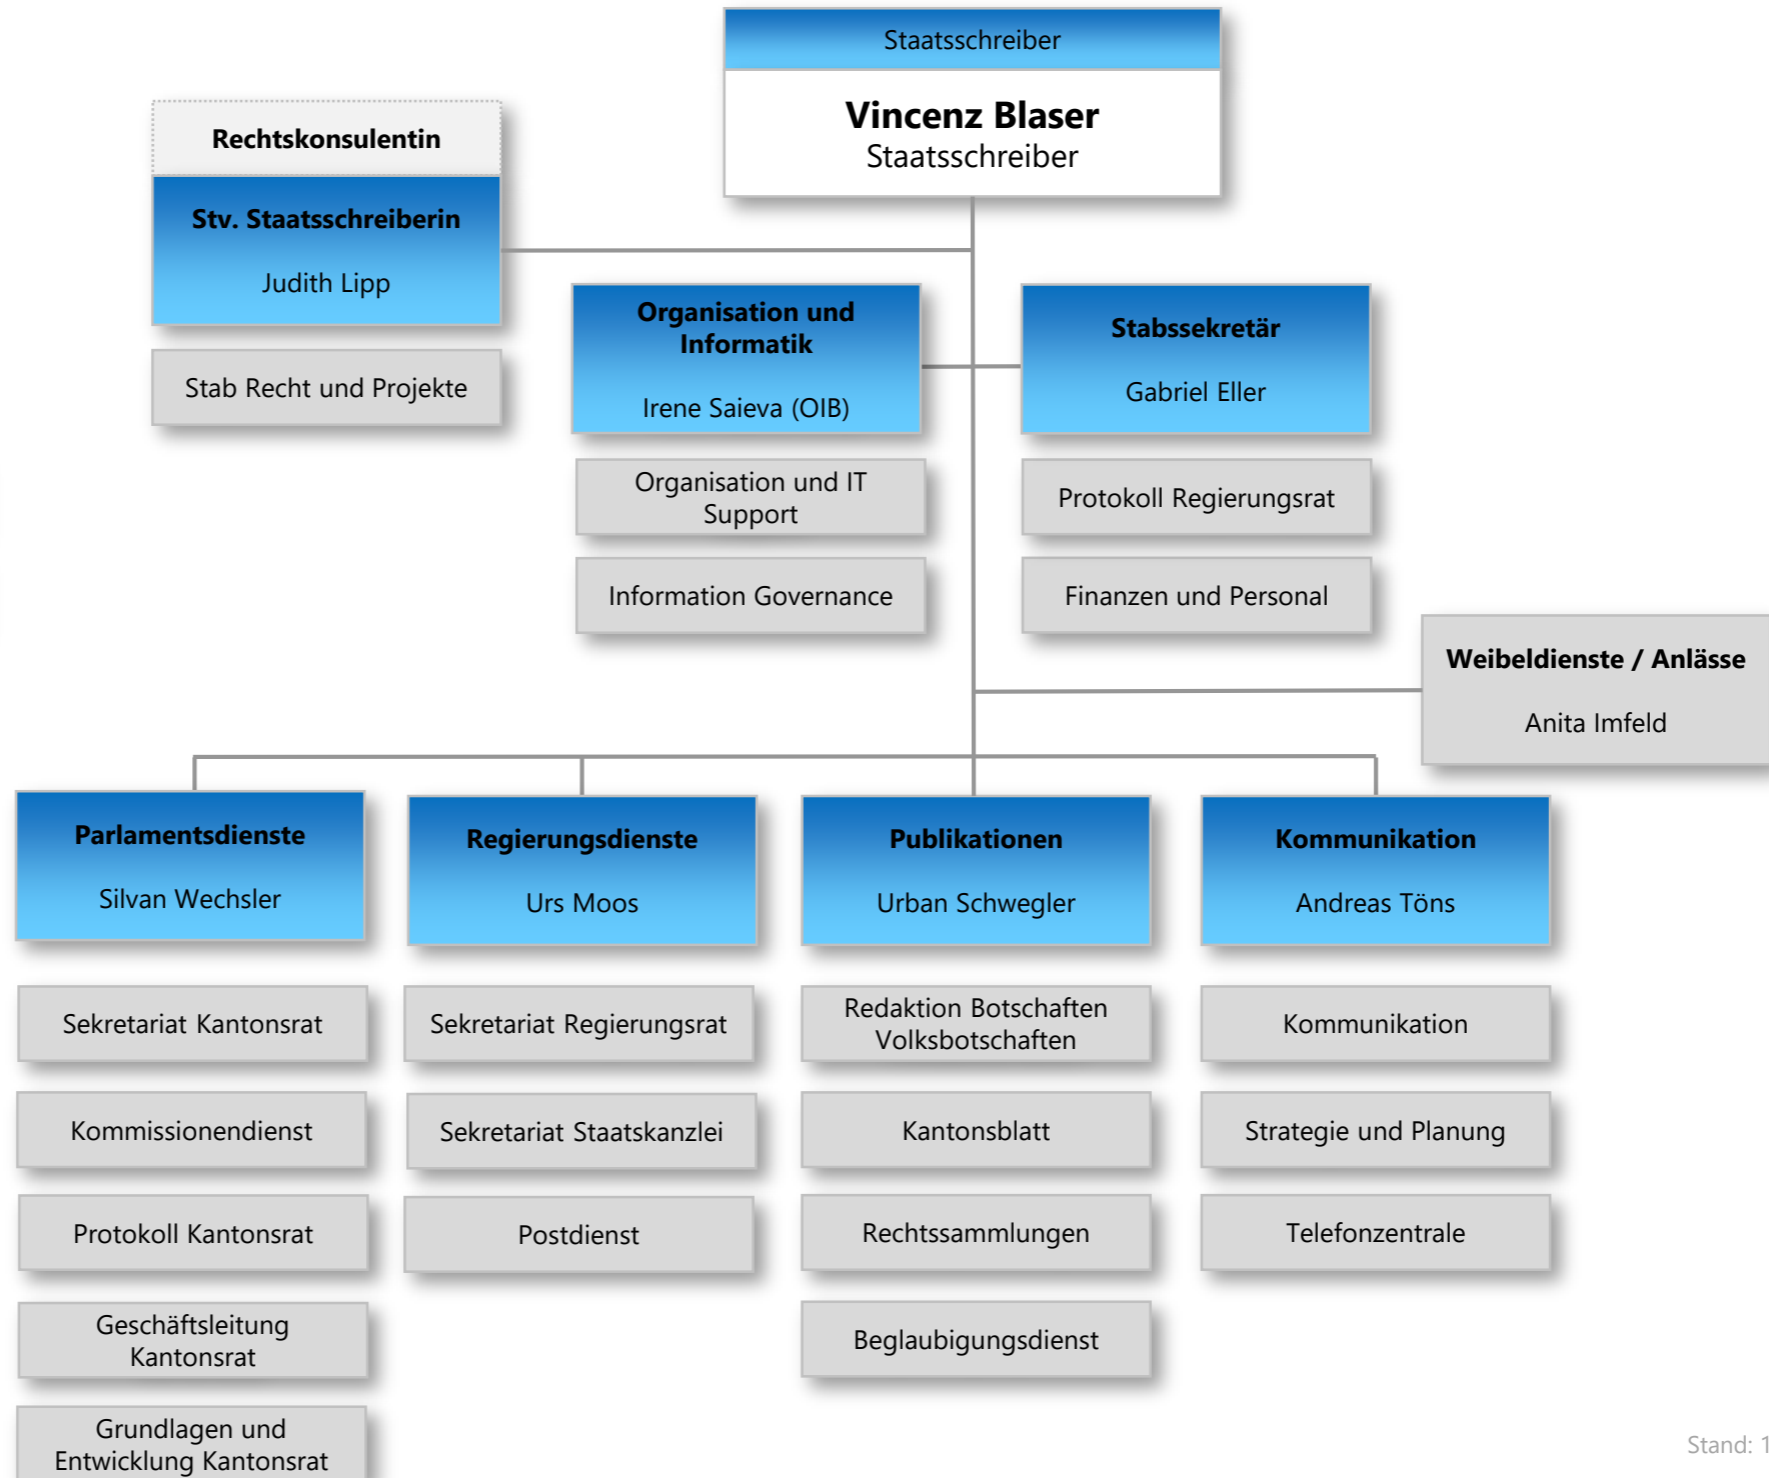 Staatsschreiber
Vincenz Blaser
Staatsschreiber
Rechtskonsulentin
Stv. Staatsschreiberin
Judith Lipp
Stab Recht und Projekte
Organisation und
Informatik
Irene Saieva (OIB)
Organisation und IT
Support
Information Governance
Stabssekretär
Gabriel Eller
Protokoll Regierungsrat
Finanzen und Personal
Weibeldienste / Anlässe
Anita Imfeld
Parlamentsdienste
Silvan Wechsler
Sekretariat Kantonsrat
Kommissionendienst
Protokoll Kantonsrat
Geschäftsleitung
Kantonsrat
Grundlagen und
Entwicklung Kantonsrat
Regierungsdienste
Urs Moos
Sekretariat Regierungsrat
Sekretariat Staatskanzlei
Postdienst
Publikationen
Urban Schwegler
Redaktion Botschaften
Volksbotschaften
Kantonsblatt
Rechtssammlungen
Beglaubigungsdienst
Kommunikation
Andreas Töns
Kommunikation
Strategie und Planung
Telefonzentrale
Stand: 1